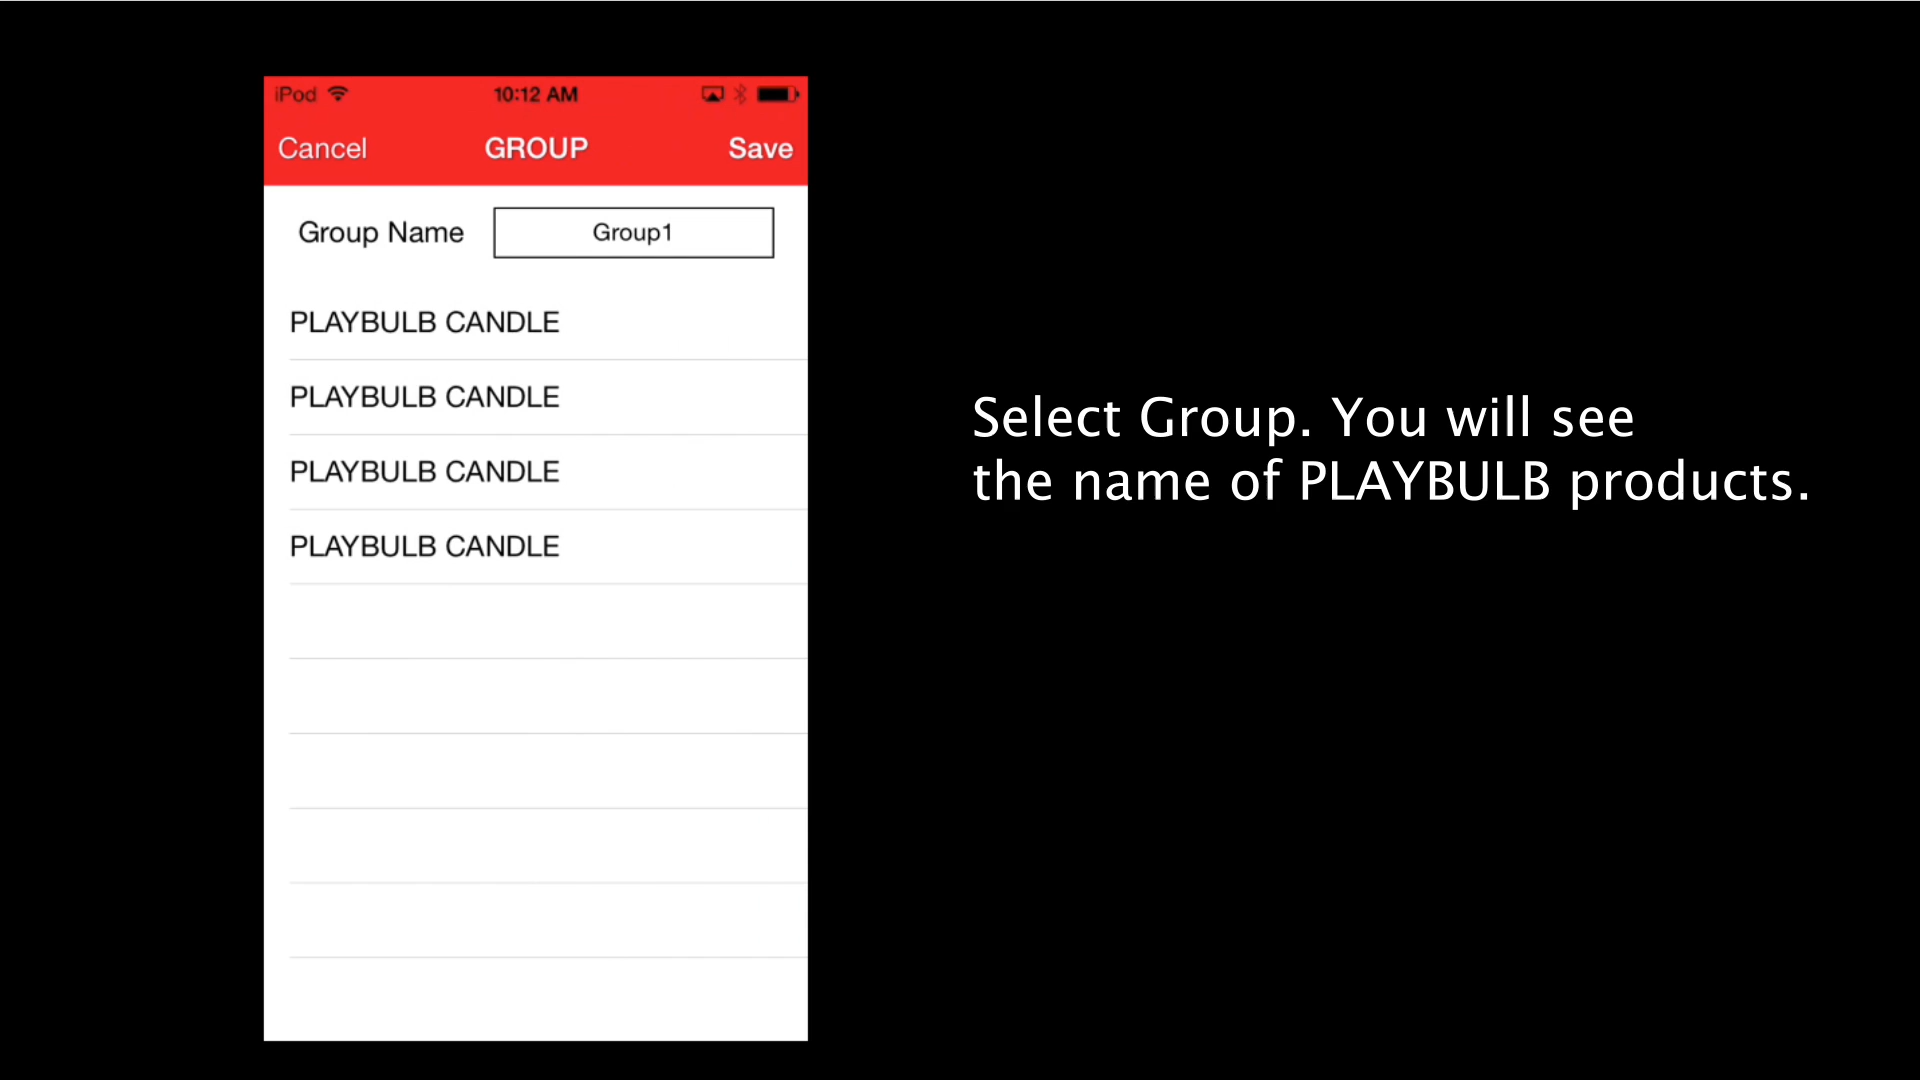 iPod 10:12 AM
Cancel GROUP Save
Group Name Group1
PLAYBULB CANDLE
PLAYBULB CANDLE
PLAYBULB CANDLE
PLAYBULB CANDLE
Select Group. You will see
the name of PLAYBULB products.